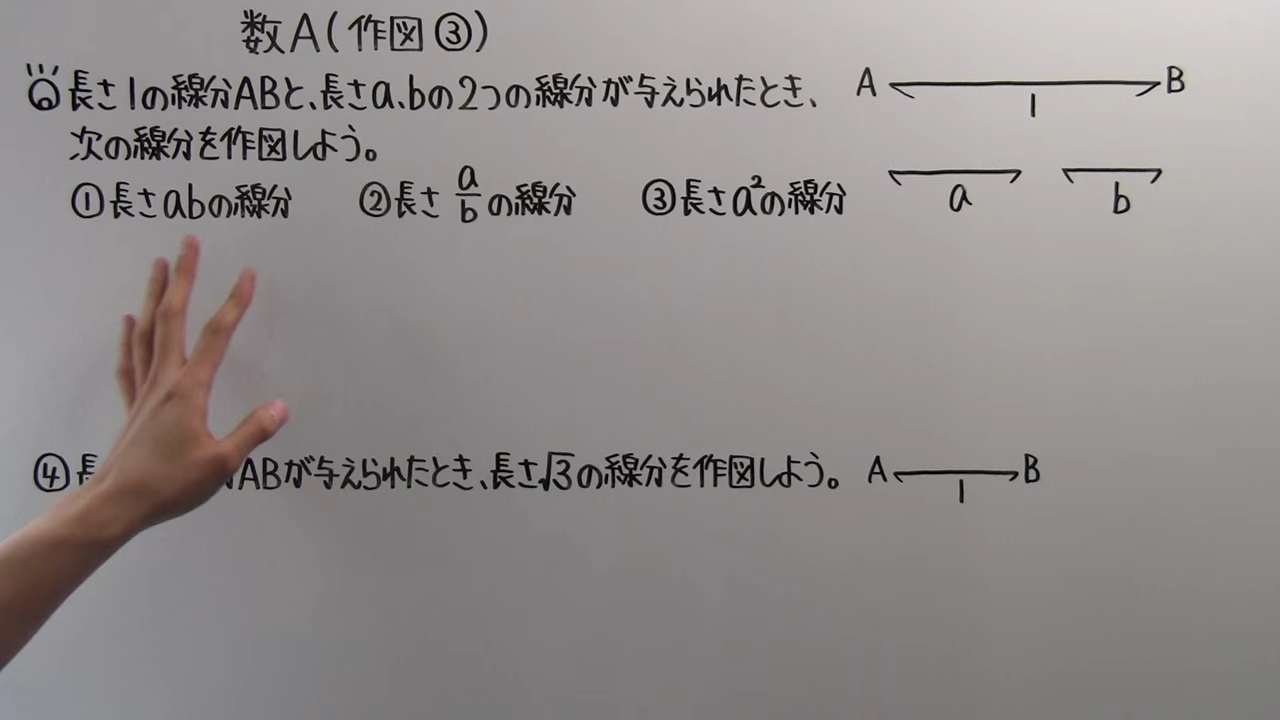 数A(作図③)
長さ1の線分ABと、長さa、bの2つの線分が与えられたとき、
次の線分を作図しよう。
①長さabの線分 ②長さ a/b の線分 ③長さa²の線分
A B
1
a b
④長 ABが与えられたとき、長さ√3の線分を作図しよう。 A B
1